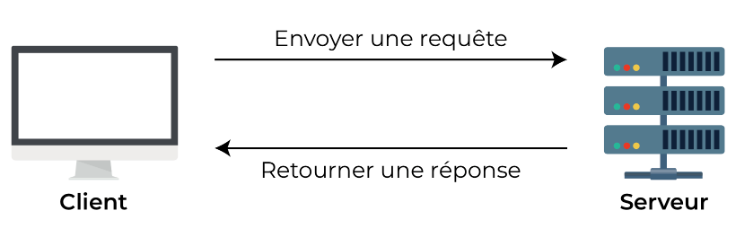 Envoyer une requête
Retourner une réponse
Client
Serveur